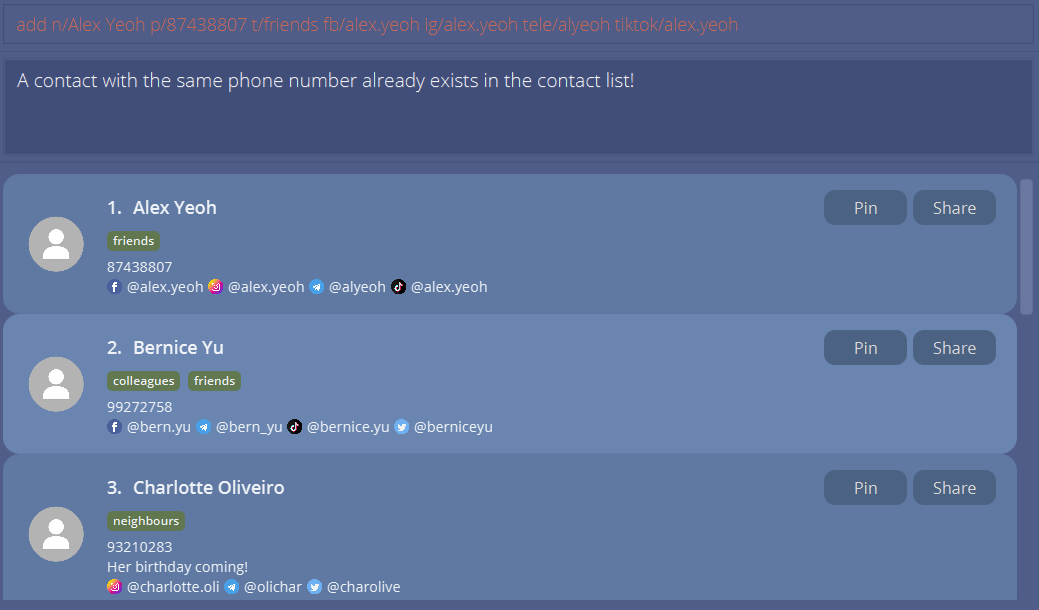 add n/Alex Yeoh p/87438807 t/friends fb/alex.yeoh ig/alex.yeoh tele/alyeoh tiktok/alex.yeoh
A contact with the same phone number already exists in the contact list!
1. Alex Yeoh
Pin Share
friends
87438807
@alex.yeoh @alex.yeoh @alyeoh @alex.yeoh
2. Bernice Yu
Pin Share
colleagues friends
99272758
@bern.yu @bern_yu @bernice.yu @berniceyu
3. Charlotte Oliveiro
Pin Share
neighbours
93210283
Her birthday coming!
@charlotte.oli @olichar @charolive